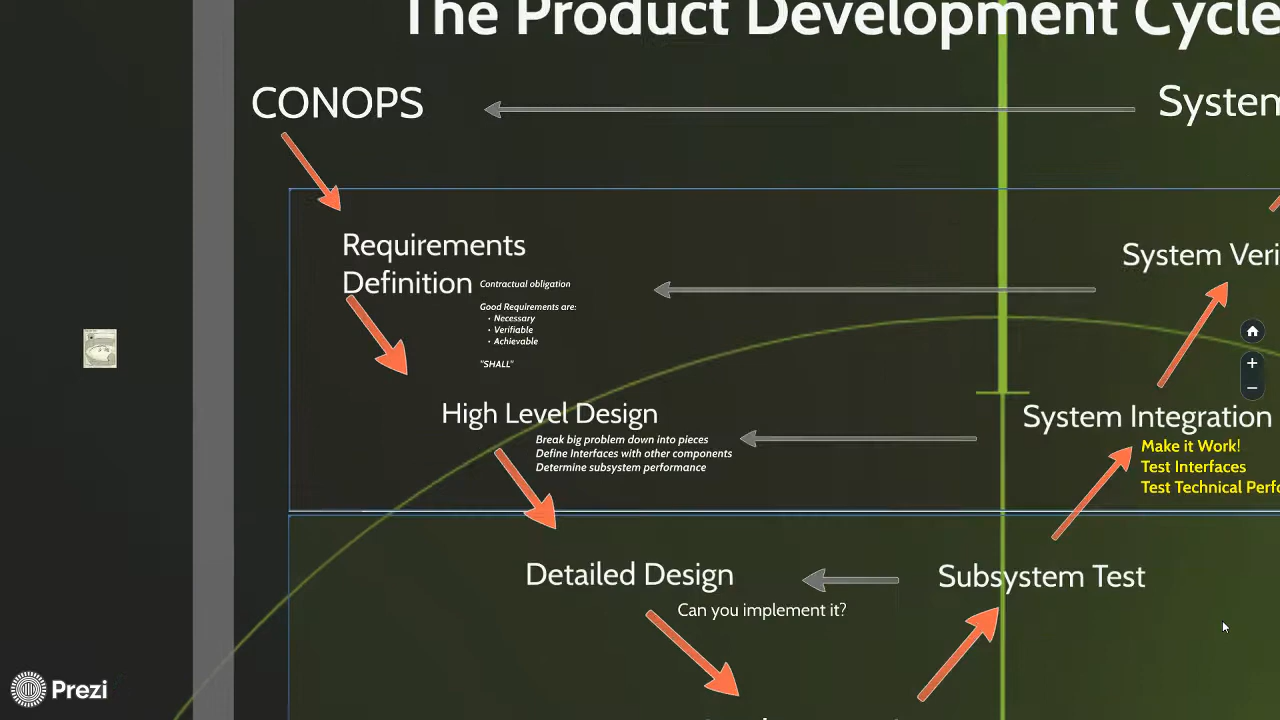 The Product Development Cycle
CONOPS
System
Requirements
Definition
Contractual obligation
Good Requirements are:
• Necessary
• Verifiable
• Achievable
"SHALL"
System Veri
High Level Design
Break big problem down into pieces
Define Interfaces with other components
Determine subsystem performance
System Integration
Make it Work!
Test Interfaces
Test Technical Perfo
Detailed Design
Can you implement it?
Subsystem Test
Prezi